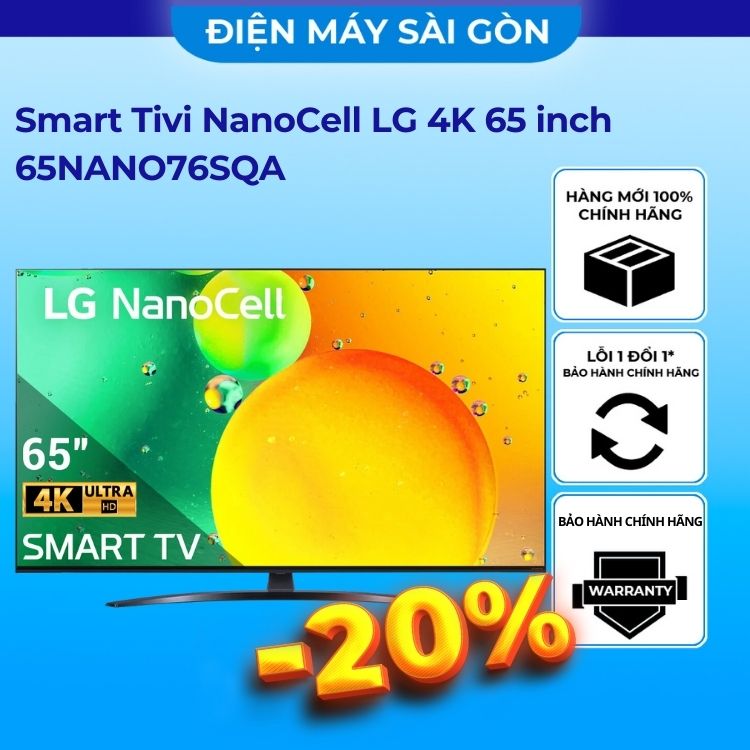 ĐIỆN MÁY SÀI GÒN
Smart Tivi NanoCell LG 4K 65 inch
65NANO76SQA
HÀNG MỚI 100%
CHÍNH HÃNG
LG NanoCell
65"
4K ULTRA HD
SMART TV
LỖI 1 ĐỔI 1*
BẢO HÀNH CHÍNH HÃNG
BẢO HÀNH CHÍNH HÃNG
WARRANTY
-20%